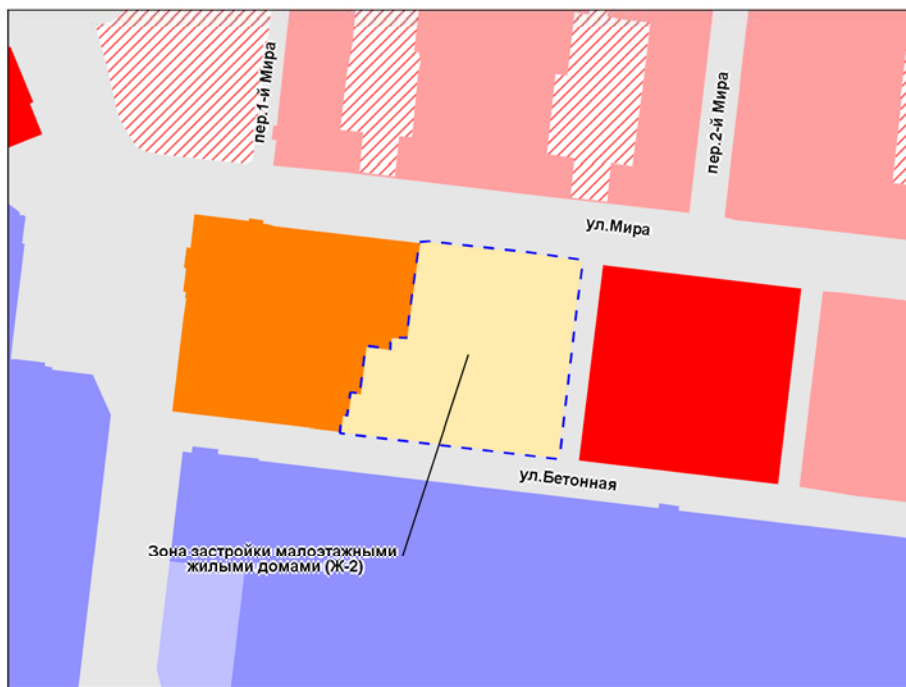 пер.1-й Мира
пер.2-й Мира
ул.Мира
ул.Бетонная
Зона застройки малоэтажными
жилыми домами (Ж-2)